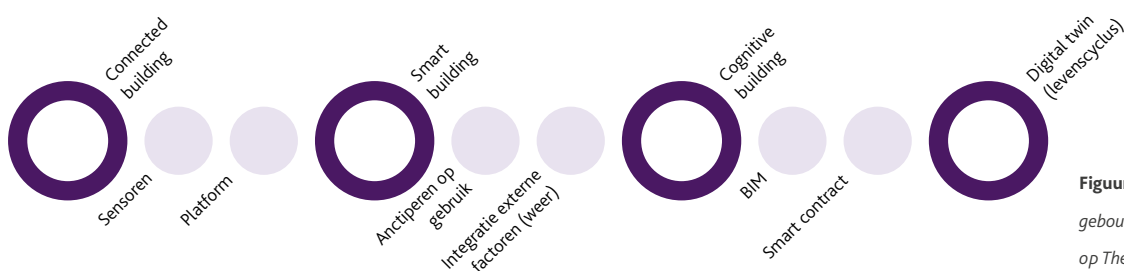 Connected
building
Sensoren
Platform
Smart
building
Anctiperen op
gebruik
Integratie externe
factoren (weer)
Cognitive
building
BIM
Smart contract
Digital twin
(levenscyclus)
Figuu
gebou
op The